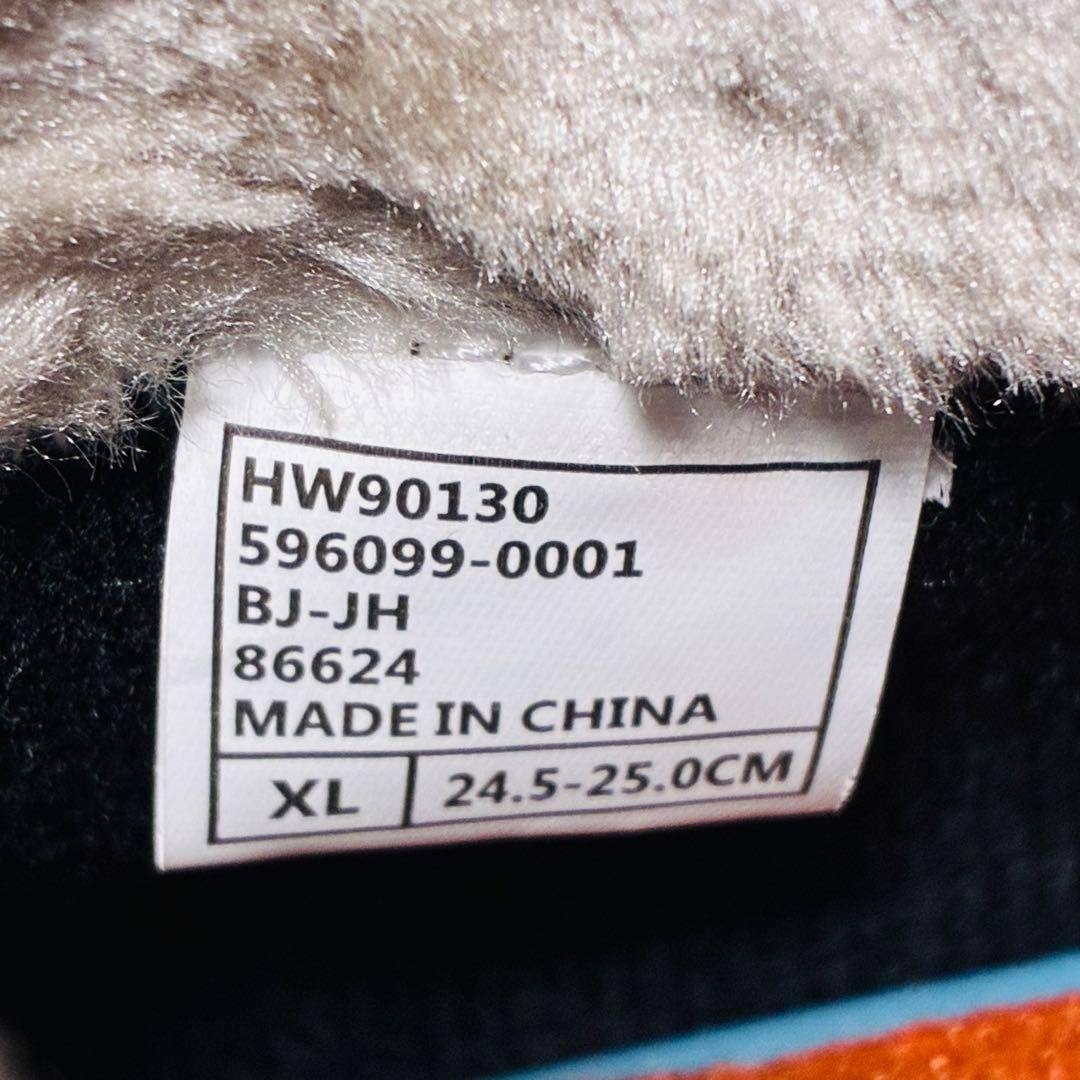 HW90130
596099-0001
BJ-JH
86624
MADE IN CHINA
XL 24.5-25.0CM